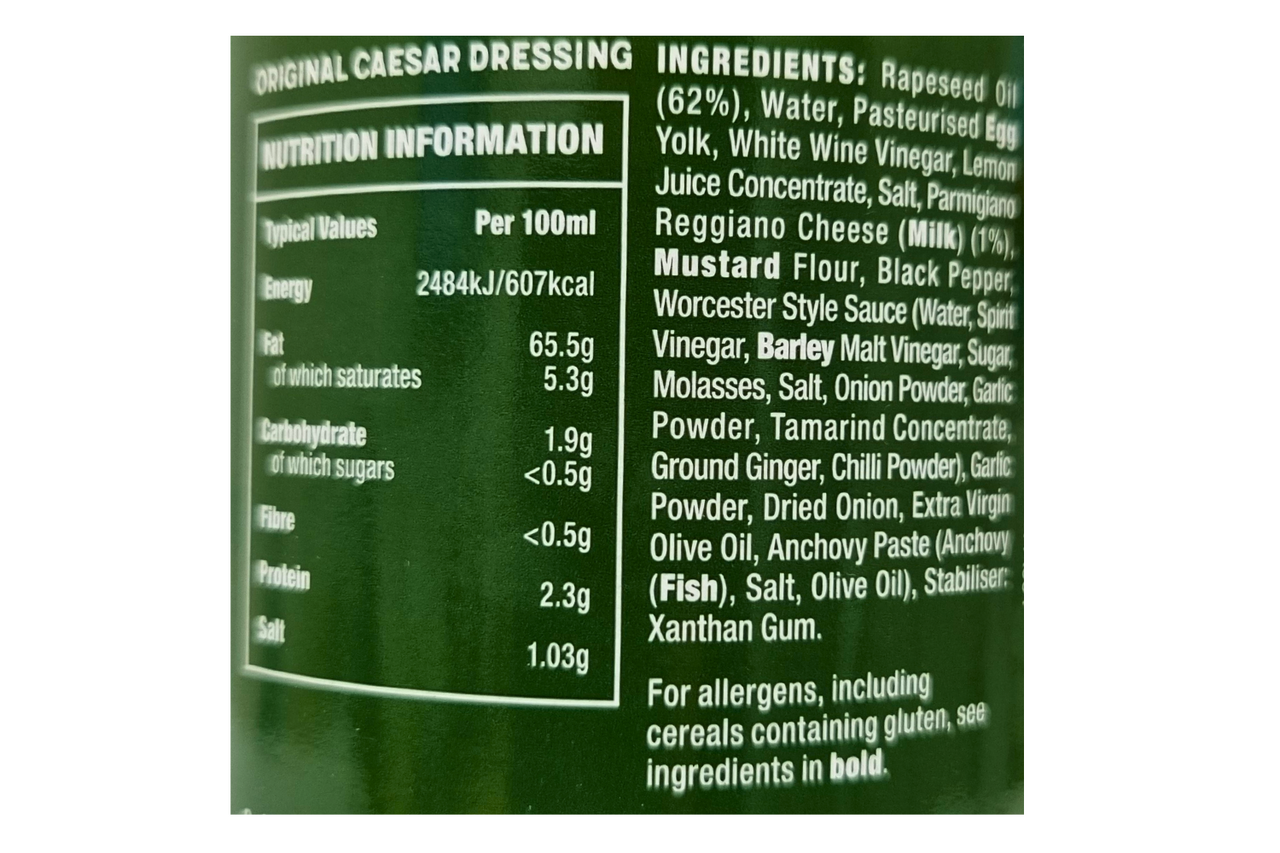 ORIGINAL CAESAR DRESSING
NUTRITION INFORMATION
Typical Values Per 100ml
Energy 2484kJ/607kcal
Fat 65.5g
of which saturates 5.3g
Carbohydrate 1.9g
of which sugars <0.5g
Fibre <0.5g
Protein 2.3g
Salt 1.03g
INGREDIENTS: Rapeseed Oil
(62%), Water, Pasteurised Egg
Yolk, White Wine Vinegar, Lemon
Juice Concentrate, Salt, Parmigiano
Reggiano Cheese (Milk) (1%),
Mustard Flour, Black Pepper,
Worcester Style Sauce (Water, Spirit
Vinegar, Barley Malt Vinegar, Sugar,
Molasses, Salt, Onion Powder, Garlic
Powder, Tamarind Concentrate,
Ground Ginger, Chilli Powder), Garlic
Powder, Dried Onion, Extra Virgin
Olive Oil, Anchovy Paste (Anchovy
(Fish), Salt, Olive Oil), Stabiliser:
Xanthan Gum.
For allergens, including
cereals containing gluten, see
ingredients in bold.